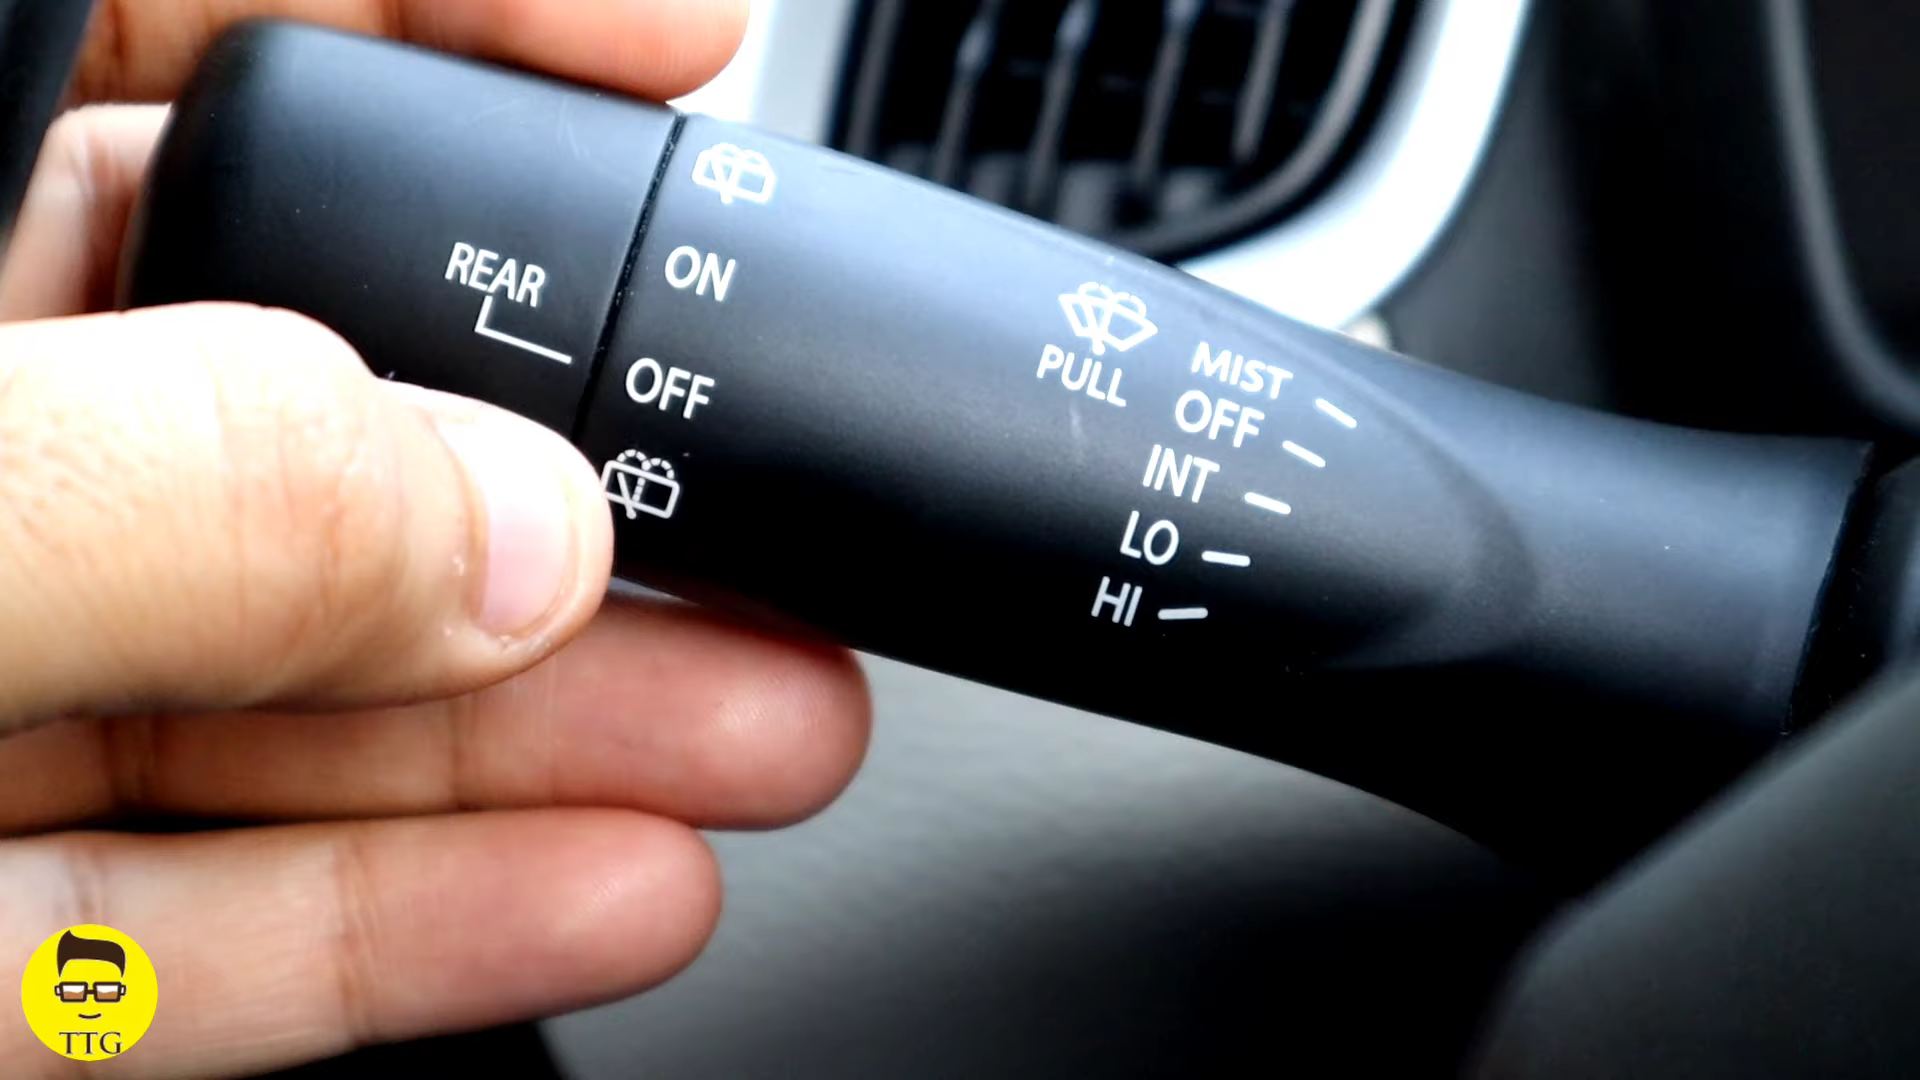 REAR
ON
OFF
PULL
MIST
OFF
INT
LO
HI
TTG